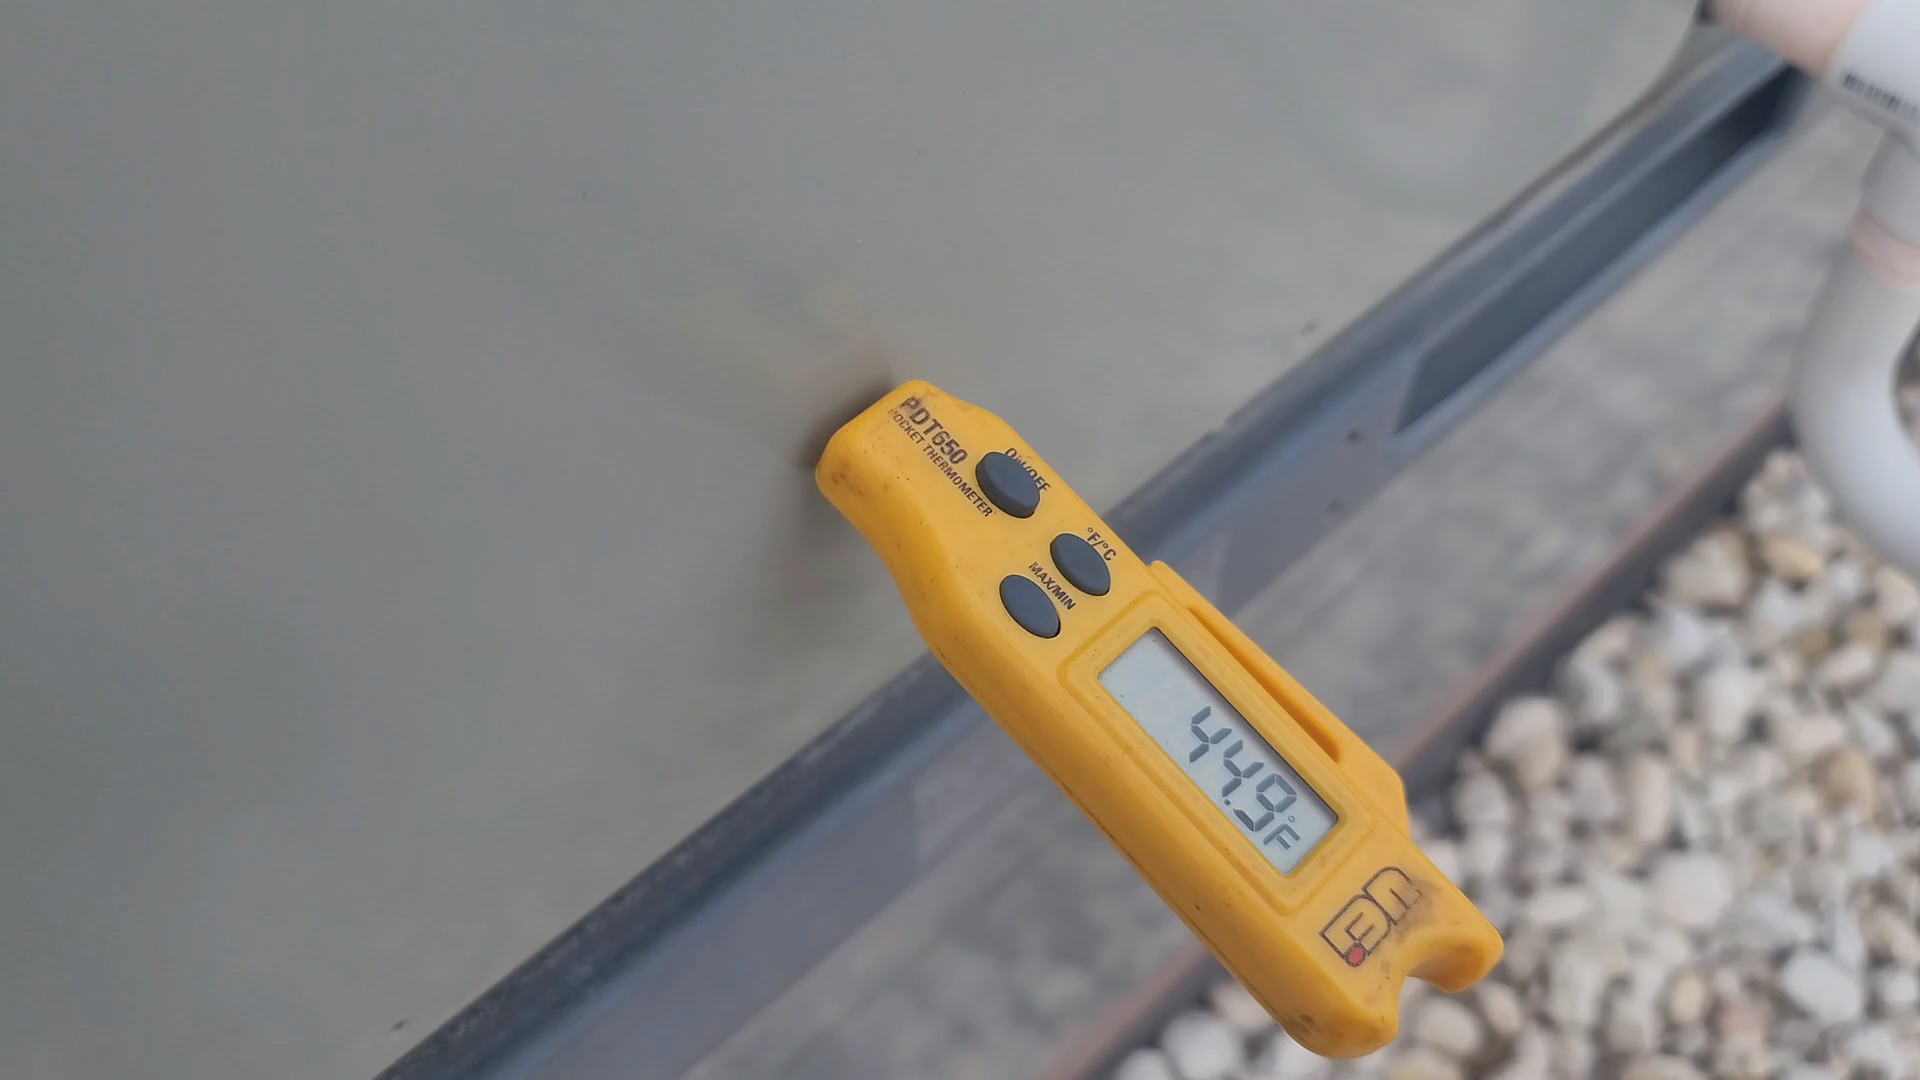 PDT650
POCKET THERMOMETER
ON/OFF
°F/°C
MAX/MIN
44.9°F
UEi